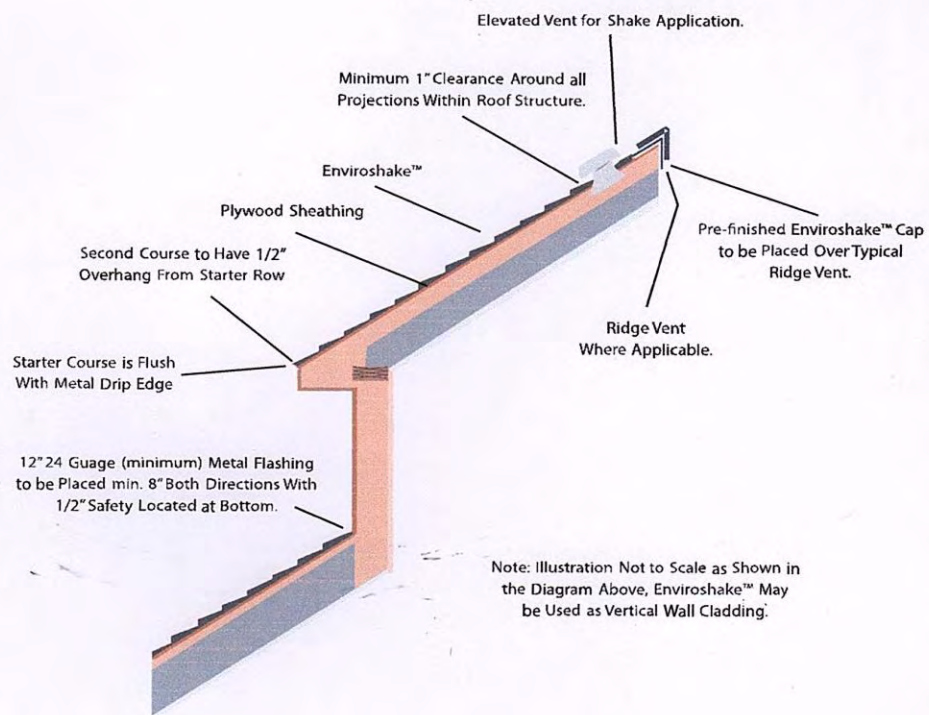 Elevated Vent for Shake Application.
Minimum 1" Clearance Around all
Projections Within Roof Structure.
Enviroshake™
Plywood Sheathing
Second Course to Have 1/2"
Overhang From Starter Row
Pre-finished Enviroshake™ Cap
to be Placed Over Typical
Ridge Vent.
Ridge Vent
Where Applicable.
Starter Course is Flush
With Metal Drip Edge
12" 24 Guage (minimum) Metal Flashing
to be Placed min. 8" Both Directions With
1/2" Safety Located at Bottom.
Note: Illustration Not to Scale as Shown in
the Diagram Above, Enviroshake™ May
be Used as Vertical Wall Cladding.